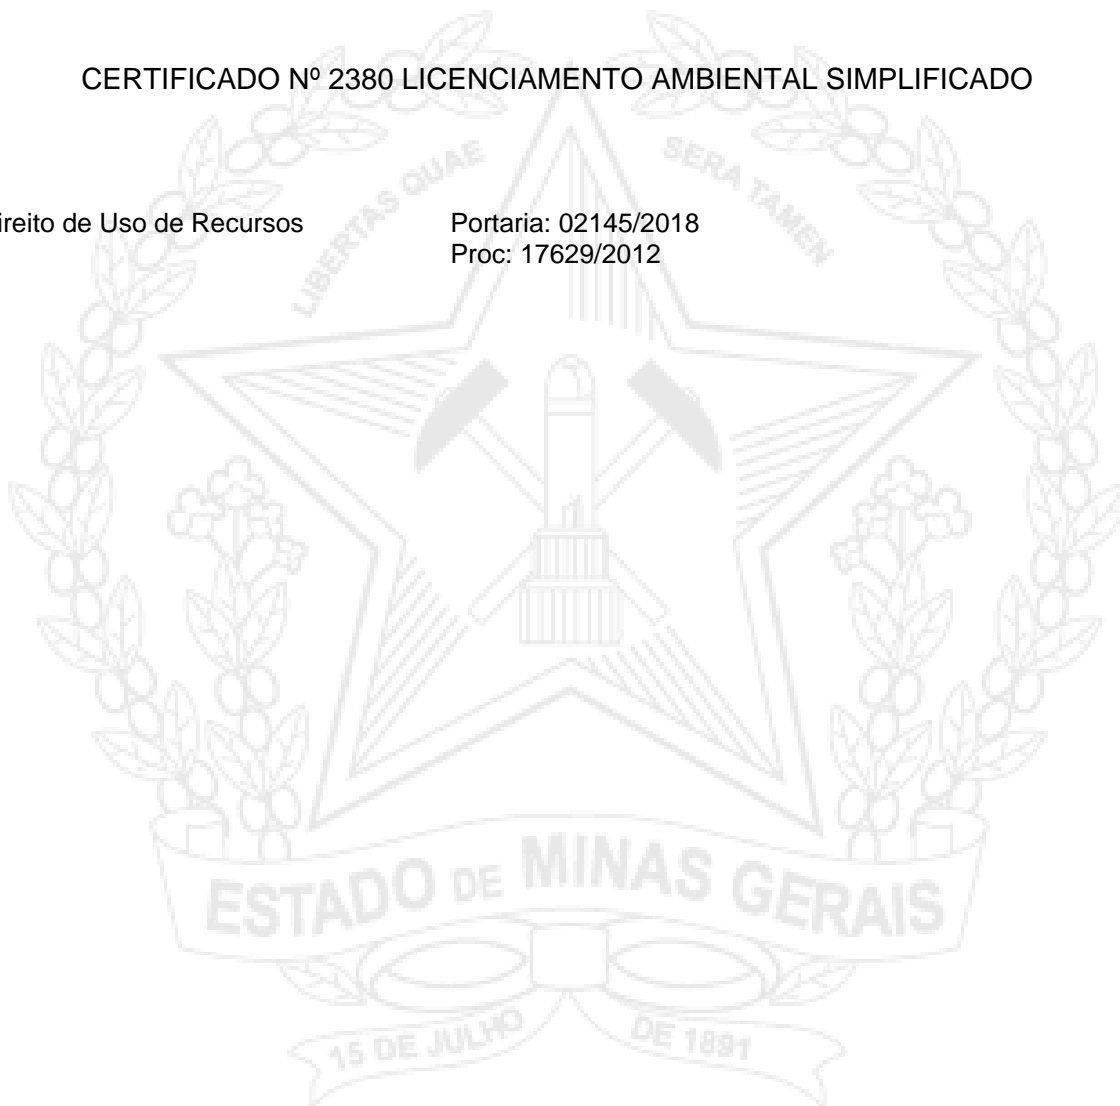 CERTIFICADO Nº 2380 LICENCIAMENTO AMBIENTAL SIMPLIFICADO
LIBERTAS QUAE SERA TAMEN
ireito de Uso de Recursos
Portaria: 02145/2018
Proc: 17629/2012
ESTADO DE MINAS GERAIS
15 DE JULHO DE 1891